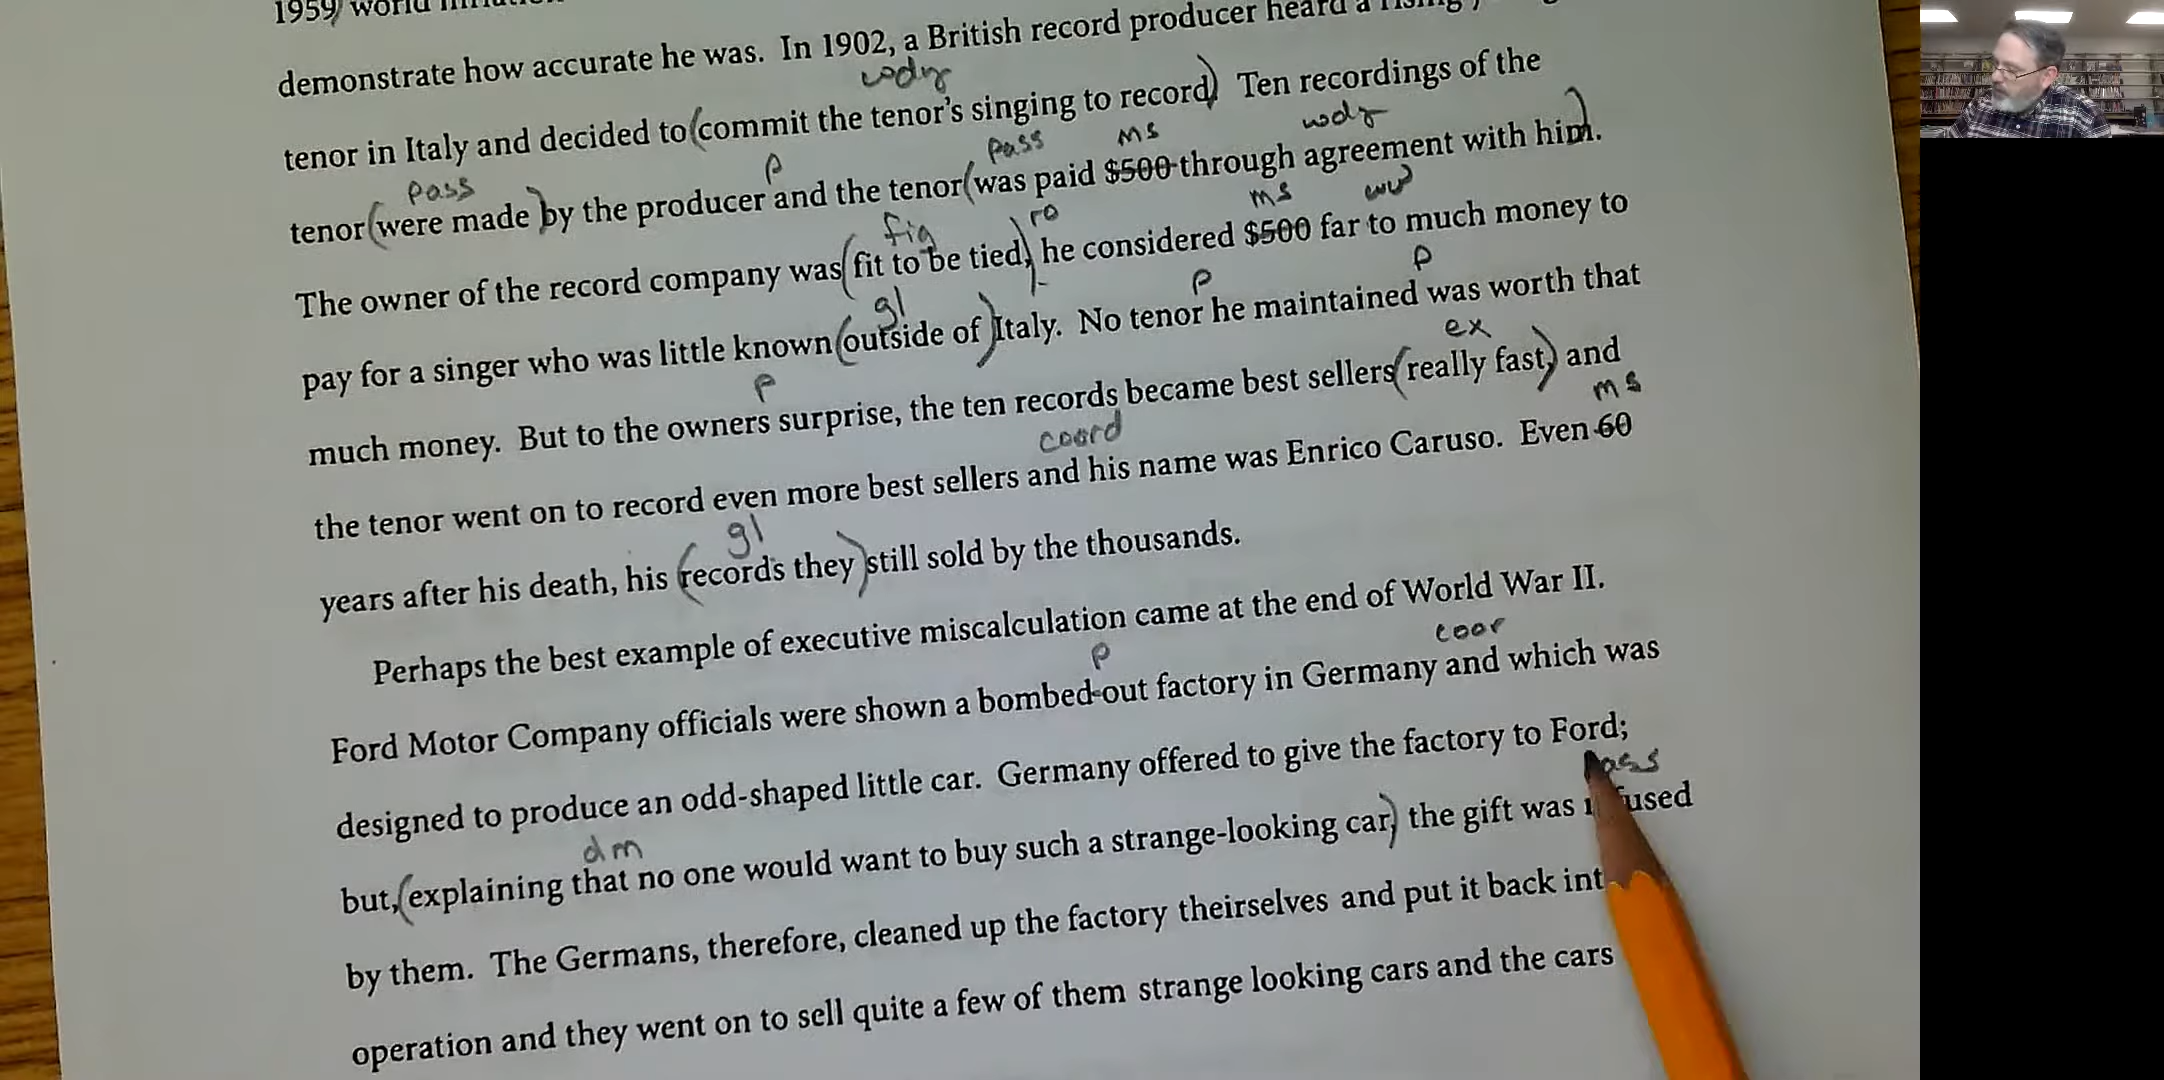 1959, world
demonstrate how accurate he was. In 1902, a British record producer heard a rising
wdy
tenor in Italy and decided to (commit the tenor's singing to record) Ten recordings of the
pass p pass ms wdy
tenor (were made) by the producer and the tenor (was paid $500 through agreement with him).
fig ro ms ww
The owner of the record company was (fit to be tied,) he considered $500 far to much money to
gl p p
pay for a singer who was little known (outside of) Italy. No tenor he maintained was worth that
p ex
much money. But to the owners surprise, the ten records became best sellers (really fast,) and
coord ms
the tenor went on to record even more best sellers and his name was Enrico Caruso. Even 60
gl
years after his death, his (records they) still sold by the thousands.
Perhaps the best example of executive miscalculation came at the end of World War II.
p coor
Ford Motor Company officials were shown a bombed-out factory in Germany and which was
designed to produce an odd-shaped little car. Germany offered to give the factory to Ford;
dm pass
but, (explaining that no one would want to buy such a strange-looking car,) the gift was refused
by them. The Germans, therefore, cleaned up the factory theirselves and put it back int
operation and they went on to sell quite a few of them strange looking cars and the cars